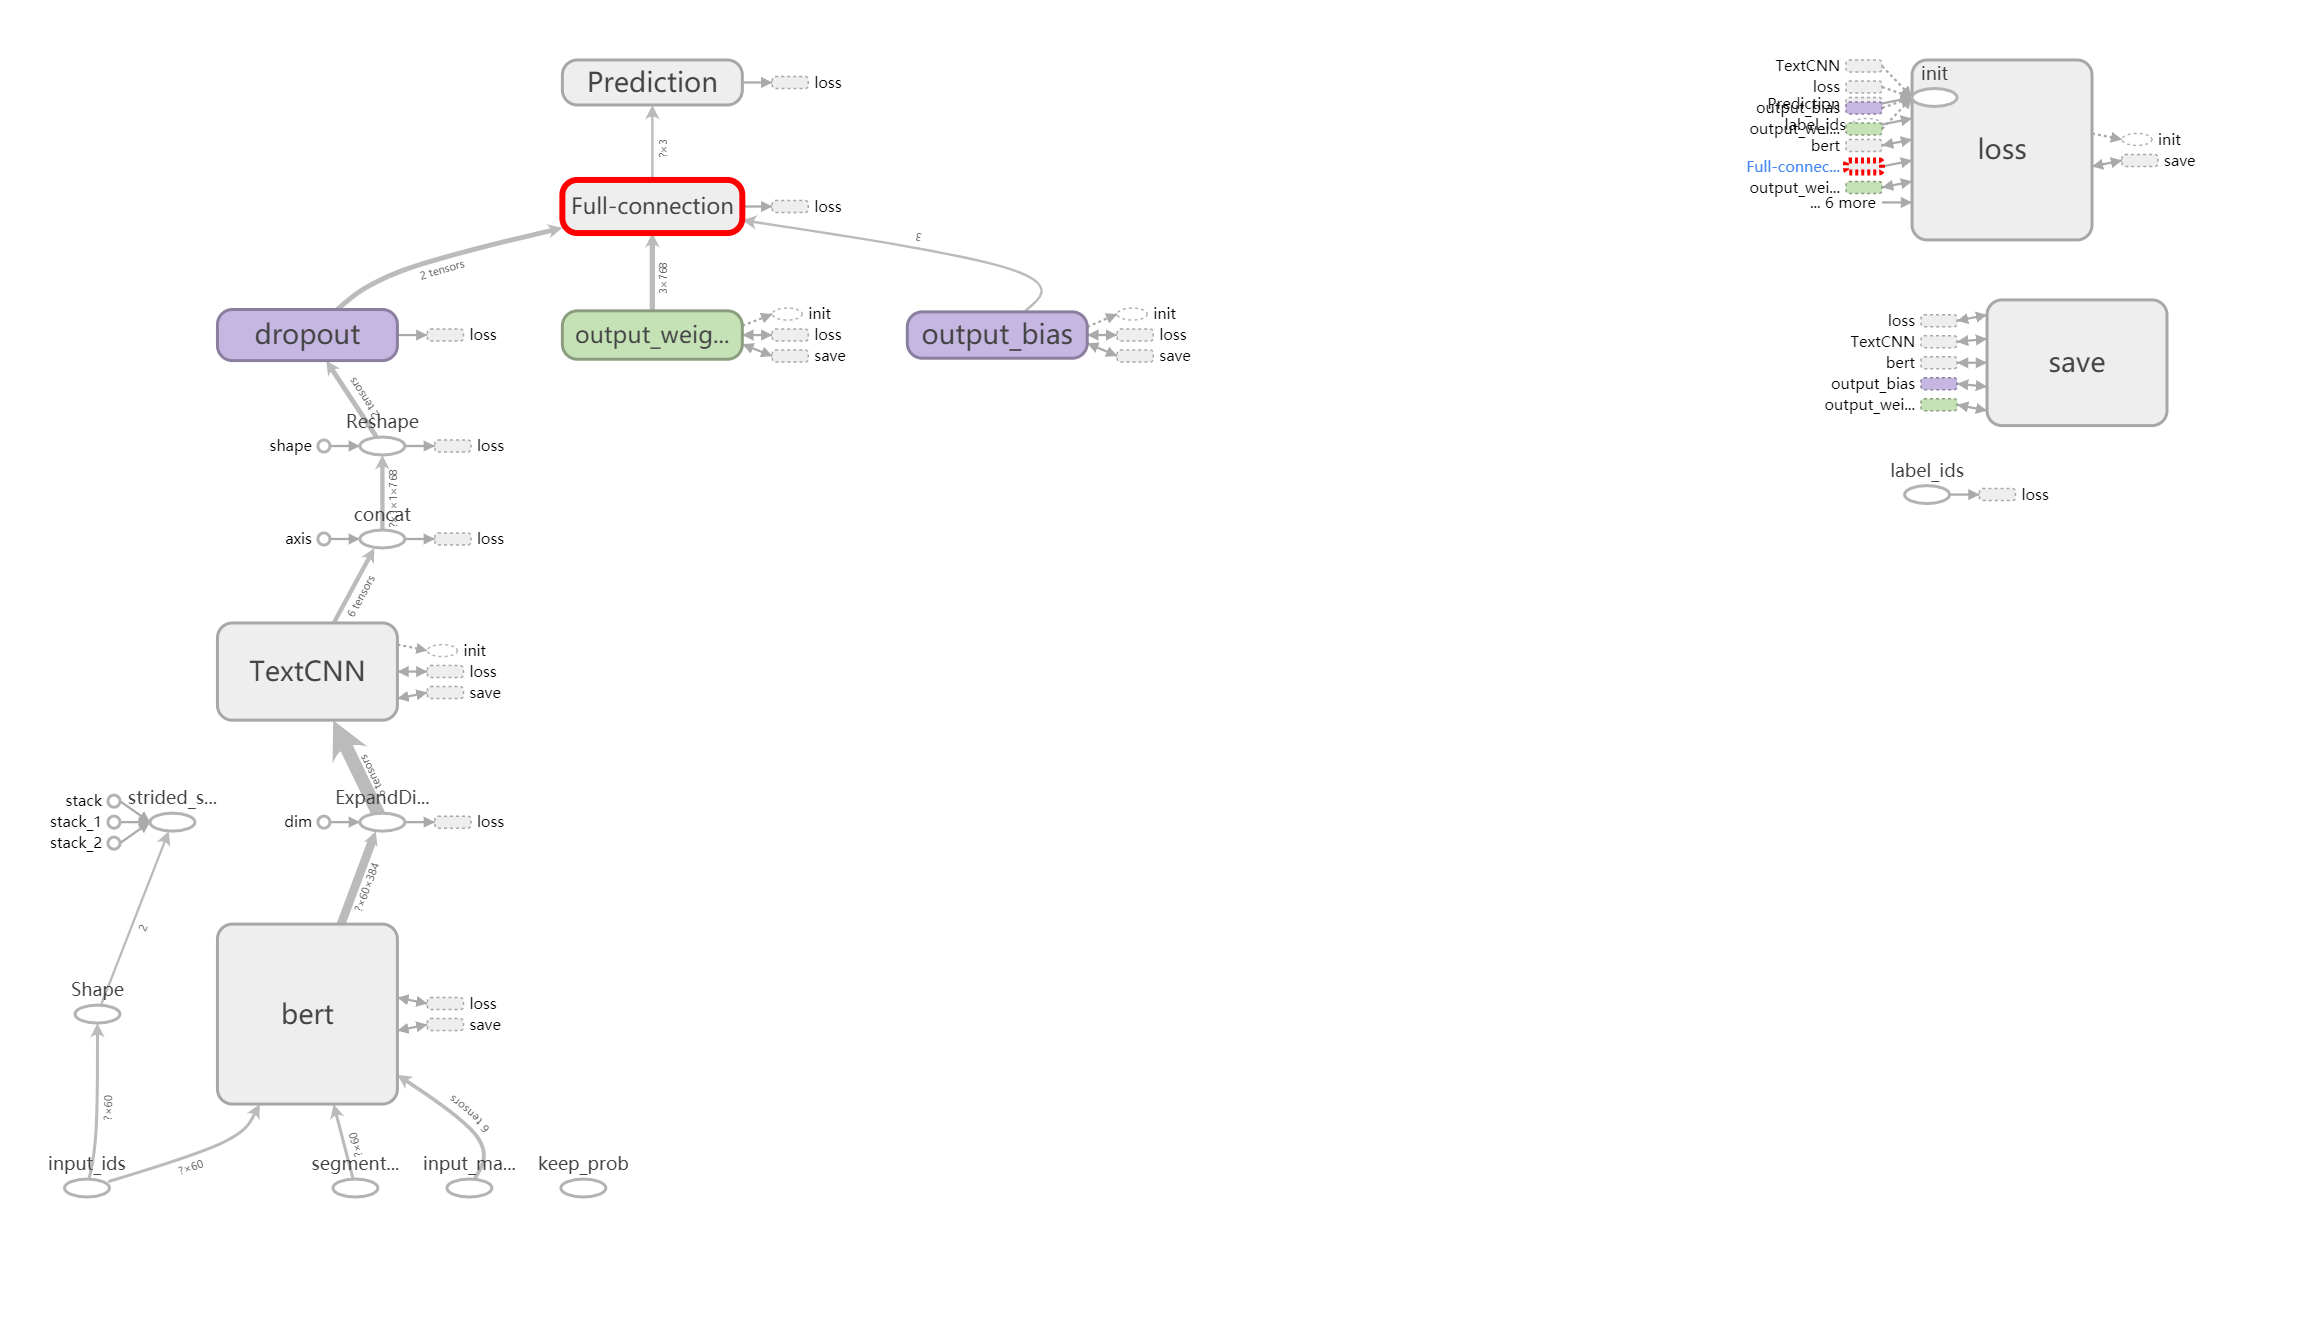 Prediction
loss
?×3
Full-connection
loss
2 tensors
3×768
3
dropout
loss
output_weig...
init
loss
save
output_bias
init
loss
save
2 tensors
Reshape
shape
loss
?×1×1×768
concat
axis
loss
6 tensors
TextCNN
init
loss
save
6 tensors
stack
stack_1
stack_2
strided_s...
ExpandDi...
dim
loss
?×60×384
2
Shape
bert
loss
save
?×60
?×60
?×60
6 tensors
input_ids
segment...
input_ma...
keep_prob
TextCNN
loss
Prediction
output_bias
label_ids
output_wei...
bert
Full-connec...
output_wei...
... 6 more
init
loss
init
save
loss
TextCNN
bert
output_bias
output_wei...
save
label_ids
loss